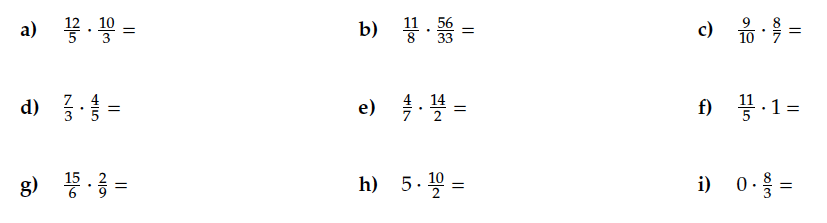 a) 12/5 · 10/3 = b) 11/8 · 56/33 = c) 9/10 · 8/7 =
d) 7/3 · 4/5 = e) 4/7 · 14/2 = f) 11/5 · 1 =
g) 15/6 · 2/9 = h) 5 · 10/2 = i) 0 · 8/3 =